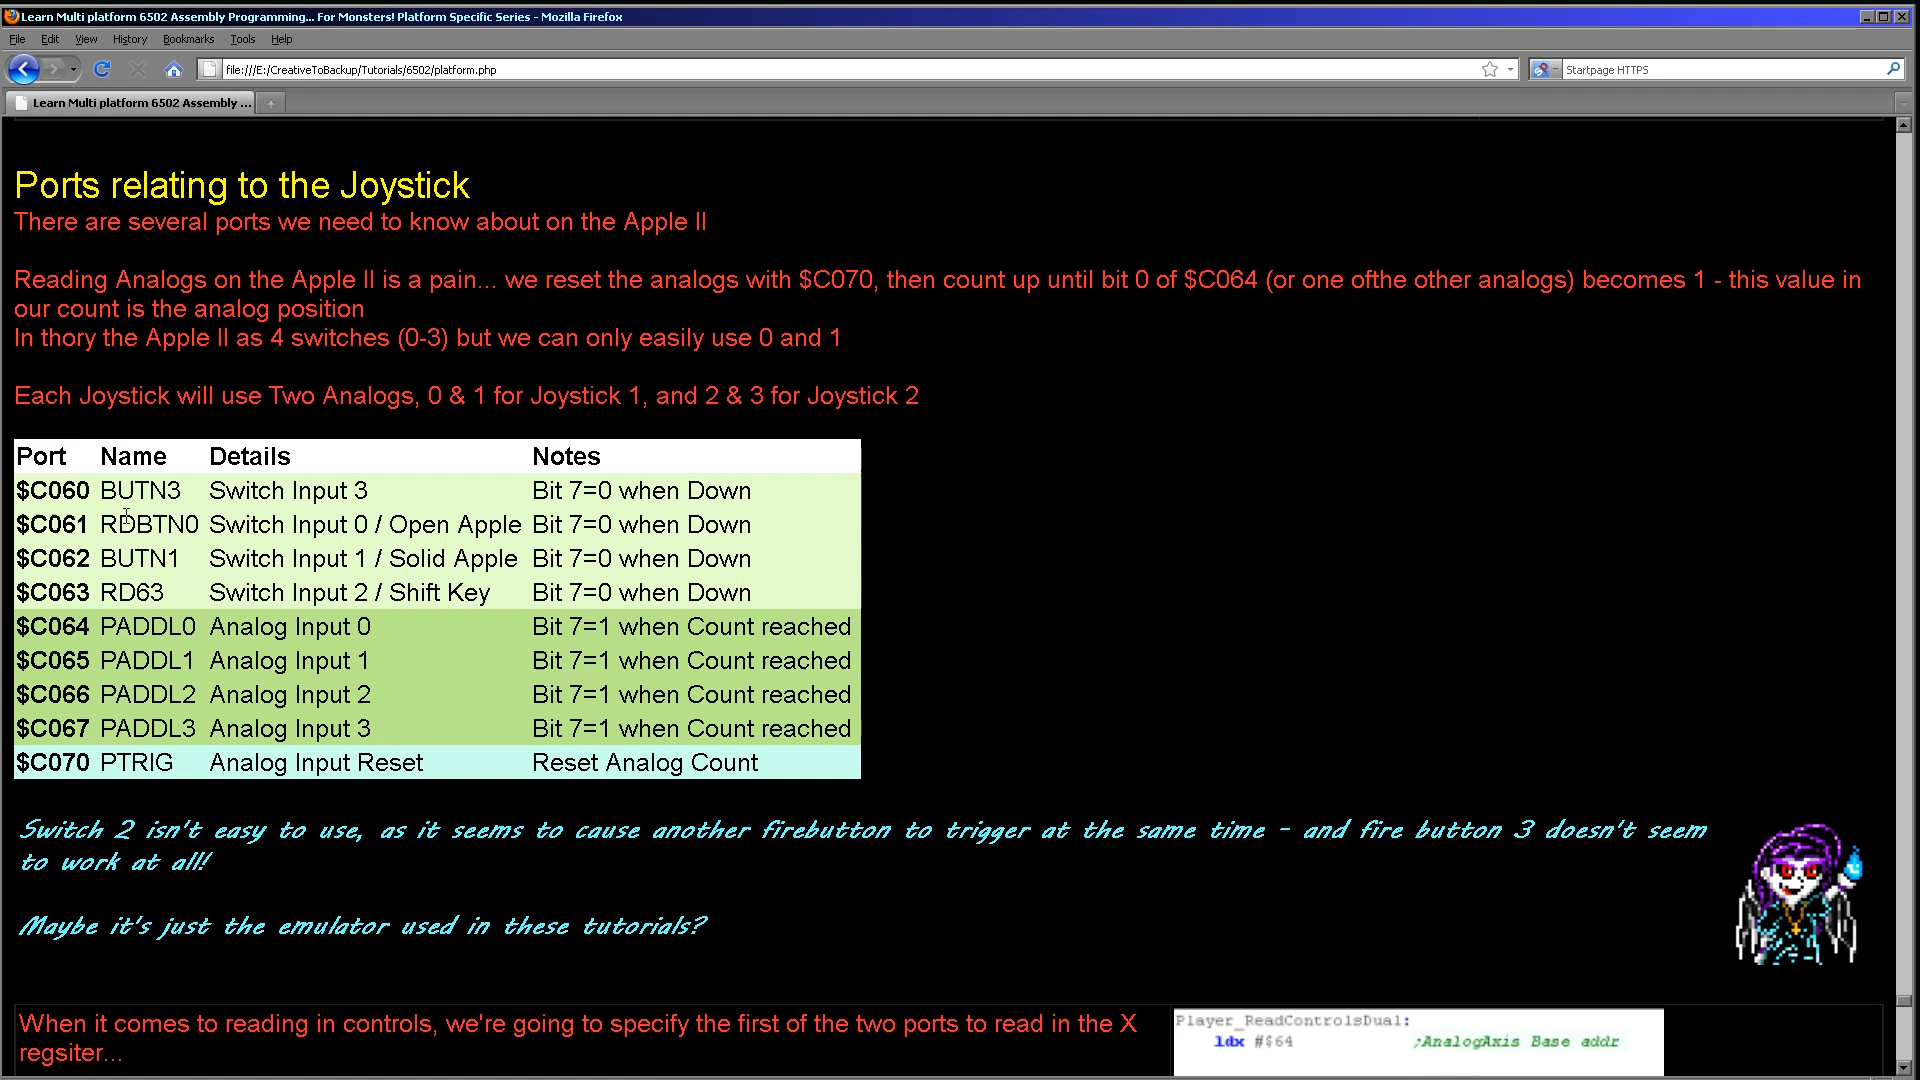 Learn Multi platform 6502 Assembly Programming... For Monsters! Platform Specific Series - Mozilla Firefox
File Edit View History Bookmarks Tools Help
file:///E:/CreativeToBackup/Tutorials/6502/platform.php
Startpage HTTPS
Learn Multi platform 6502 Assembly ...
Ports relating to the Joystick
There are several ports we need to know about on the Apple II
Reading Analogs on the Apple II is a pain... we reset the analogs with $C070, then count up until bit 0 of $C064 (or one ofthe other analogs) becomes 1 - this value in
our count is the analog position
In thory the Apple II as 4 switches (0-3) but we can only easily use 0 and 1
Each Joystick will use Two Analogs, 0 & 1 for Joystick 1, and 2 & 3 for Joystick 2
Port Name Details Notes
$C060 BUTN3 Switch Input 3 Bit 7=0 when Down
$C061 RDBTN0 Switch Input 0 / Open Apple Bit 7=0 when Down
$C062 BUTN1 Switch Input 1 / Solid Apple Bit 7=0 when Down
$C063 RD63 Switch Input 2 / Shift Key Bit 7=0 when Down
$C064 PADDL0 Analog Input 0 Bit 7=1 when Count reached
$C065 PADDL1 Analog Input 1 Bit 7=1 when Count reached
$C066 PADDL2 Analog Input 2 Bit 7=1 when Count reached
$C067 PADDL3 Analog Input 3 Bit 7=1 when Count reached
$C070 PTRIG Analog Input Reset Reset Analog Count
Switch 2 isn't easy to use, as it seems to cause another firebutton to trigger at the same time - and fire button 3 doesn't seem
to work at all!
Maybe it's just the emulator used in these tutorials?
When it comes to reading in controls, we're going to specify the first of the two ports to read in the X
regsiter...
Player_ReadControlsDual:
ldx #$64 ;AnalogAxis Base addr